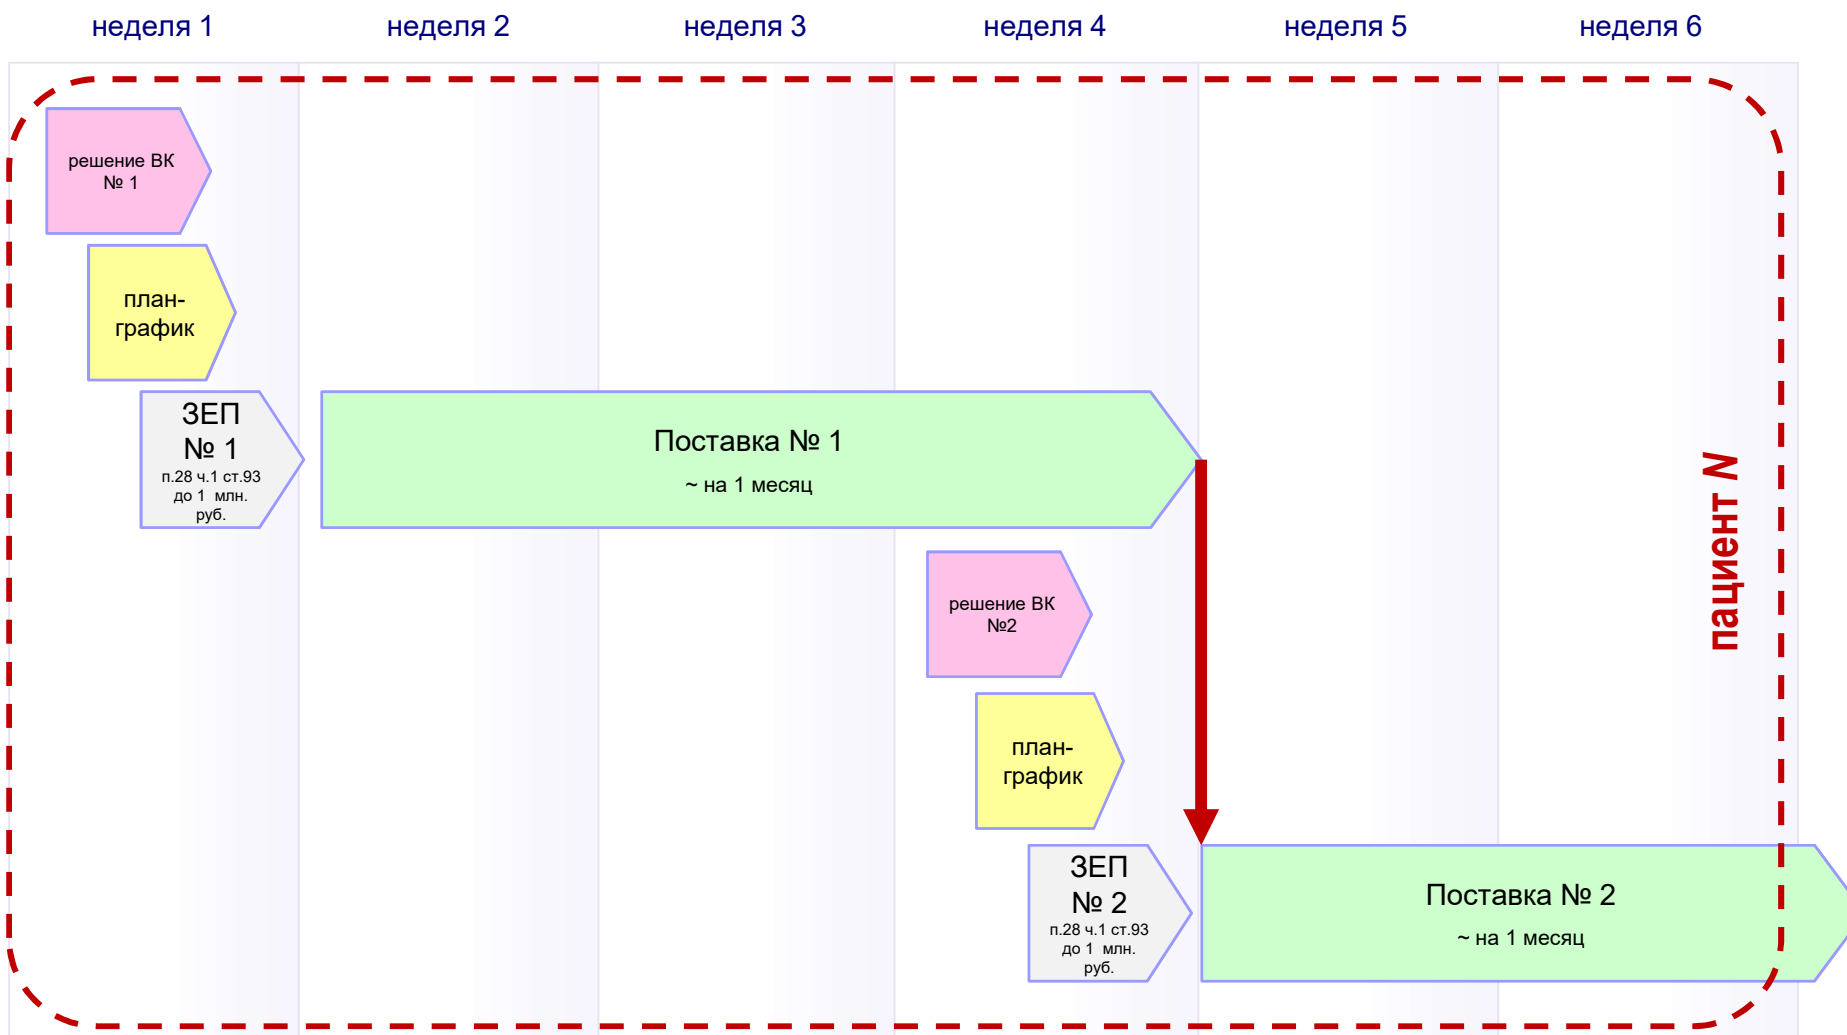 неделя 1
неделя 2
неделя 3
неделя 4
неделя 5
неделя 6
решение ВК
№ 1
план-
график
ЗЕП
№ 1
п.28 ч.1 ст.93
до 1 млн.
руб.
Поставка № 1
~ на 1 месяц
решение ВК
№2
план-
график
ЗЕП
№ 2
п.28 ч.1 ст.93
до 1 млн.
руб.
Поставка № 2
~ на 1 месяц
пациент N